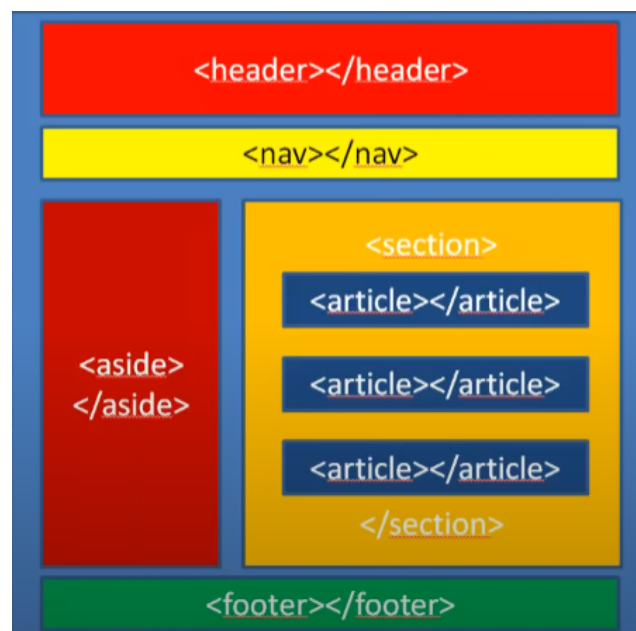 <header></header>
<nav></nav>
<aside>
</aside>
<section>
<article></article>
<article></article>
<article></article>
</section>
<footer></footer>